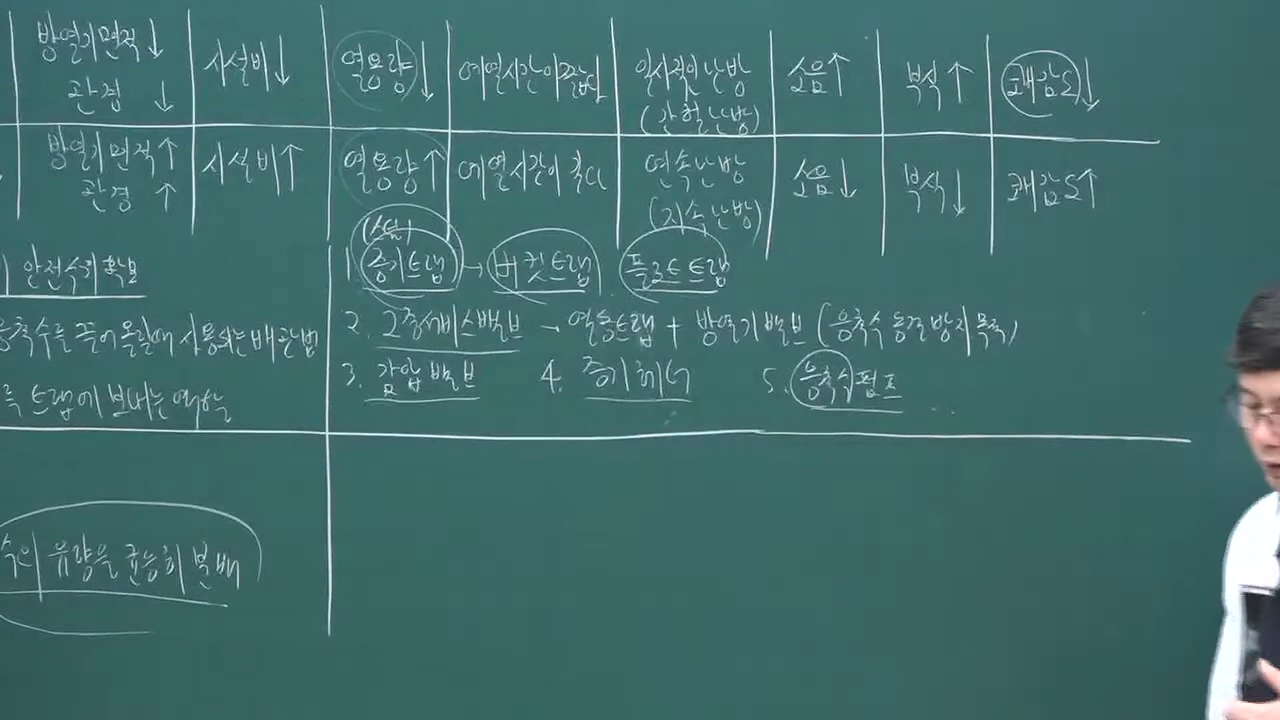 방열기면적↓ 시설비↓ 열용량↓ 예열시간이 짧다 일시적인난방 소음↑ 부식↑ 쾌감도↓
관경 ↓ (간헐난방)
방열기면적↑ 시설비↑ 열용량↑ 예열시간이 길다 연속난방 소음↓ 부식↓ 쾌감도↑
관경 ↑ (지속난방)
안전수위 확보
1. 증기트랩 → 버킷트랩 플로트트랩
응축수를 끌어올릴때 사용되는 배관법
2. 고중서비스밸브 - 열동트랩 + 방열기밸브 (응축수 동결방지 목적)
3. 감압밸브 4. 증기헤더 5. 응축수펌프
트랩에 보내는 역할
유량을 균등히 분배